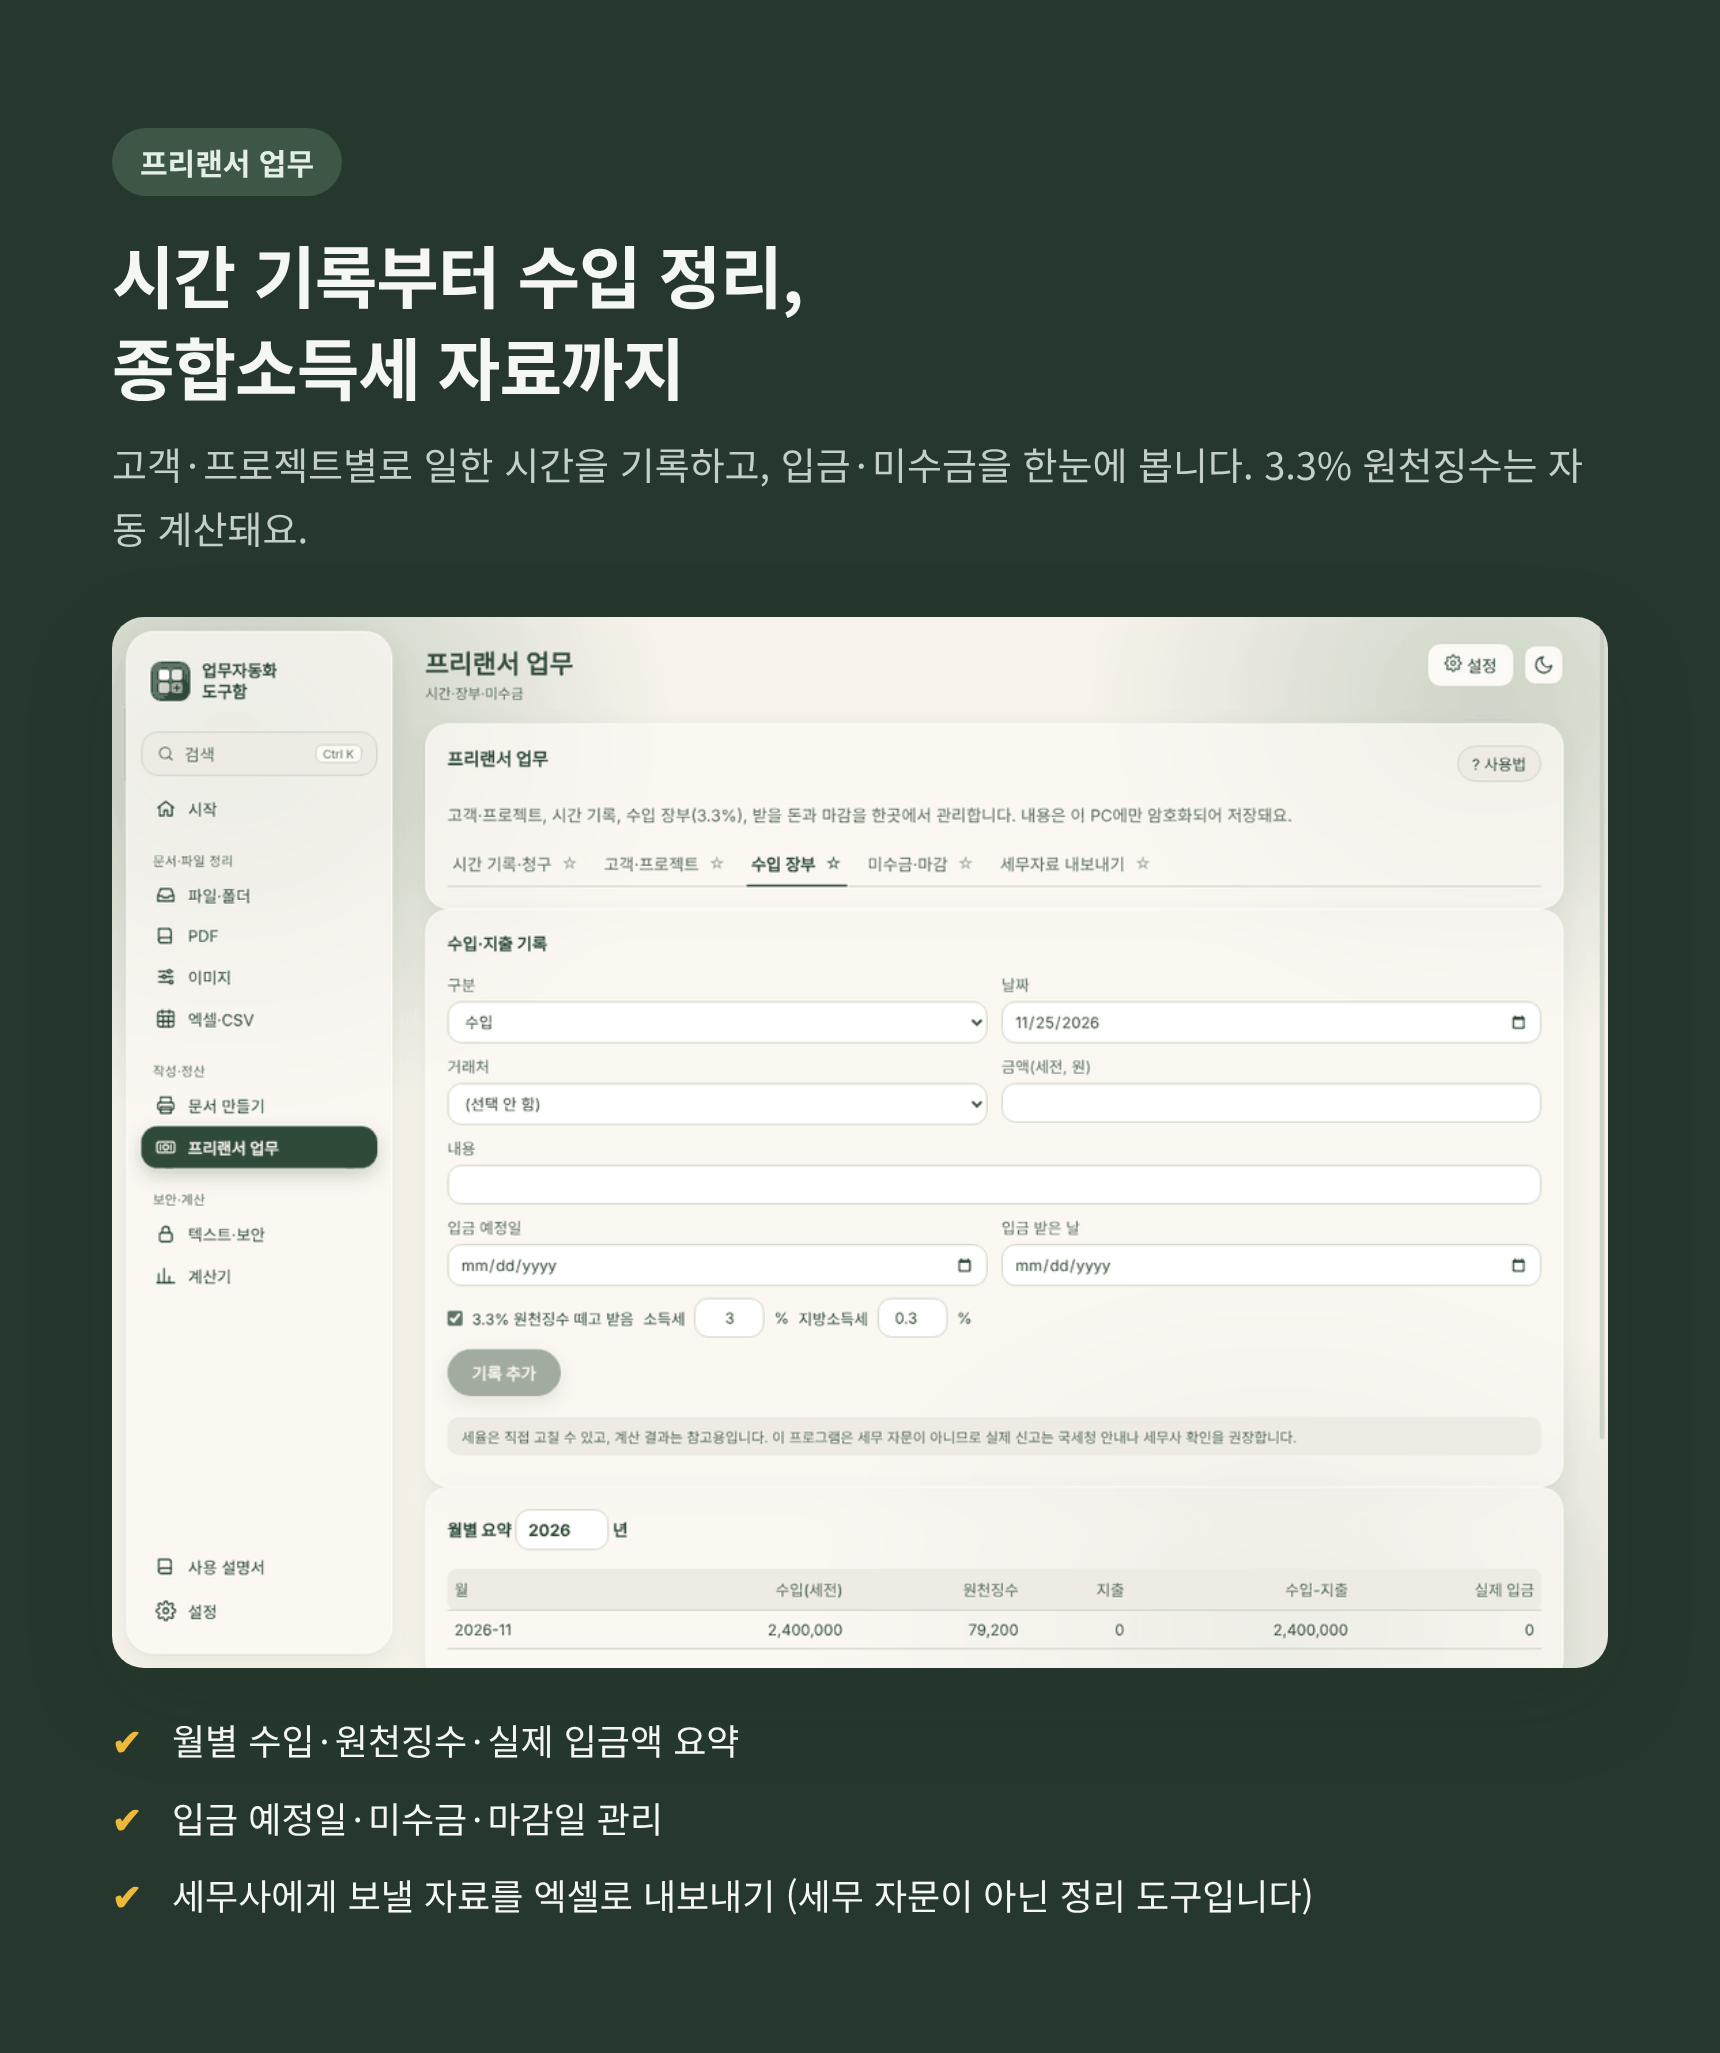 프리랜서 업무
시간 기록부터 수입 정리,
종합소득세 자료까지
고객·프로젝트별로 일한 시간을 기록하고, 입금·미수금을 한눈에 봅니다. 3.3% 원천징수는 자
동 계산돼요.
업무자동화
도구함
검색 Ctrl K
시작
문서·파일 정리
파일·폴더
PDF
이미지
엑셀·CSV
작성·정산
문서 만들기
프리랜서 업무
보안·계산
텍스트·보안
계산기
사용 설명서
설정
프리랜서 업무
시간·장부·미수금
설정
프리랜서 업무
? 사용법
고객·프로젝트, 시간 기록, 수입 장부(3.3%), 받을 돈과 마감을 한곳에서 관리합니다. 내용은 이 PC에만 암호화되어 저장돼요.
시간 기록·청구 ☆ 고객·프로젝트 ☆ 수입 장부 ☆ 미수금·마감 ☆ 세무자료 내보내기 ☆
수입·지출 기록
구분 날짜
수입 11/25/2026
거래처 금액(세전, 원)
(선택 안 함)
내용
입금 예정일 입금 받은 날
mm/dd/yyyy mm/dd/yyyy
3.3% 원천징수 떼고 받음 소득세 3 % 지방소득세 0.3 %
기록 추가
세율은 직접 고칠 수 있고, 계산 결과는 참고용입니다. 이 프로그램은 세무 자문이 아니므로 실제 신고는 국세청 안내나 세무사 확인을 권장합니다.
월별 요약 2026 년
월 수입(세전) 원천징수 지출 수입-지출 실제 입금
2026-11 2,400,000 79,200 0 2,400,000 0
✔ 월별 수입·원천징수·실제 입금액 요약
✔ 입금 예정일·미수금·마감일 관리
✔ 세무사에게 보낼 자료를 엑셀로 내보내기 (세무 자문이 아닌 정리 도구입니다)